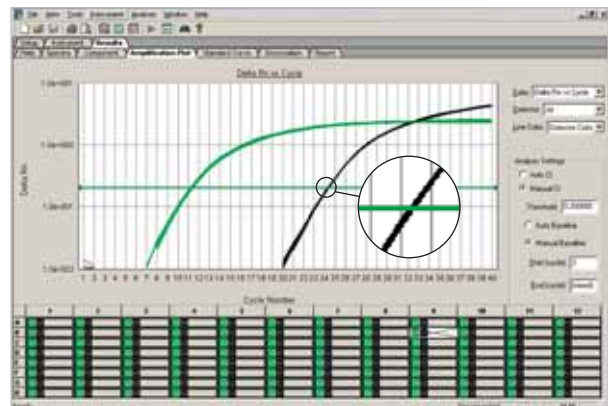 File View Tools Instrument Analysis Window Help
Setup Instrument Results
Plate Spectra Component Amplification Plot Standard Curve Dissociation Report
Delta Rn vs Cycle
Data: Delta Rn vs Cycle
Detector: All
Line Color: Detector Color
1.0e+001
1.0e+000
1.0e-001
1.0e-002
Delta Rn
Analysis Settings
Auto Ct
Manual Ct
Threshold: 0.200000
Auto Baseline
Manual Baseline
Start (cycle):
End (cycle):
1 2 3 4 5 6 7 8 9 10 11 12 13 14 15 16 17 18 19 20 21 22 23 24 25 26 27 28 29 30 31 32 33 34 35 36 37 38 39 40
Cycle Number
1 2 3 4 5 6 7 8 9 10 11 12
A
B
C
D
E
F
G
H